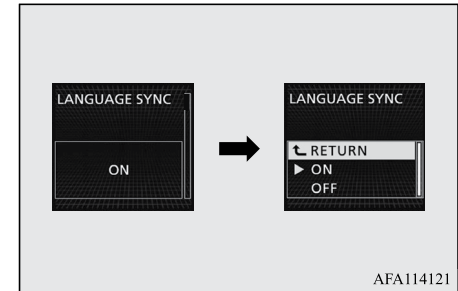 LANGUAGE SYNC
ON
LANGUAGE SYNC
RETURN
ON
OFF
AFA114121